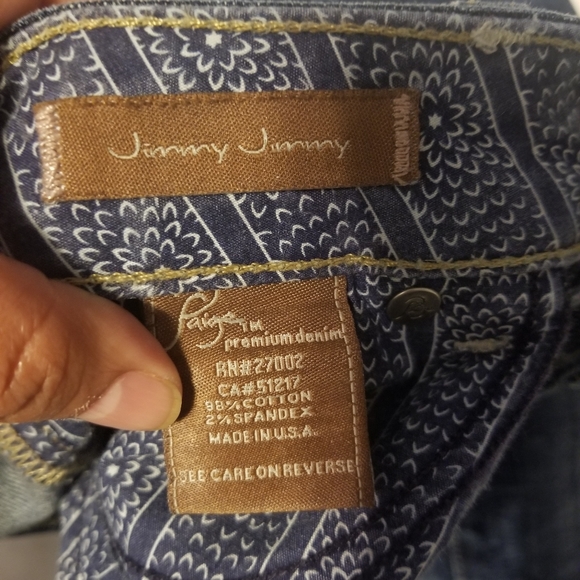 Jimmy Jimmy
Paige TM
premium denim
RN#27002
CA#51217
98% COTTON
2% SPANDEX
MADE IN U.S.A.
SEE CARE ON REVERSE